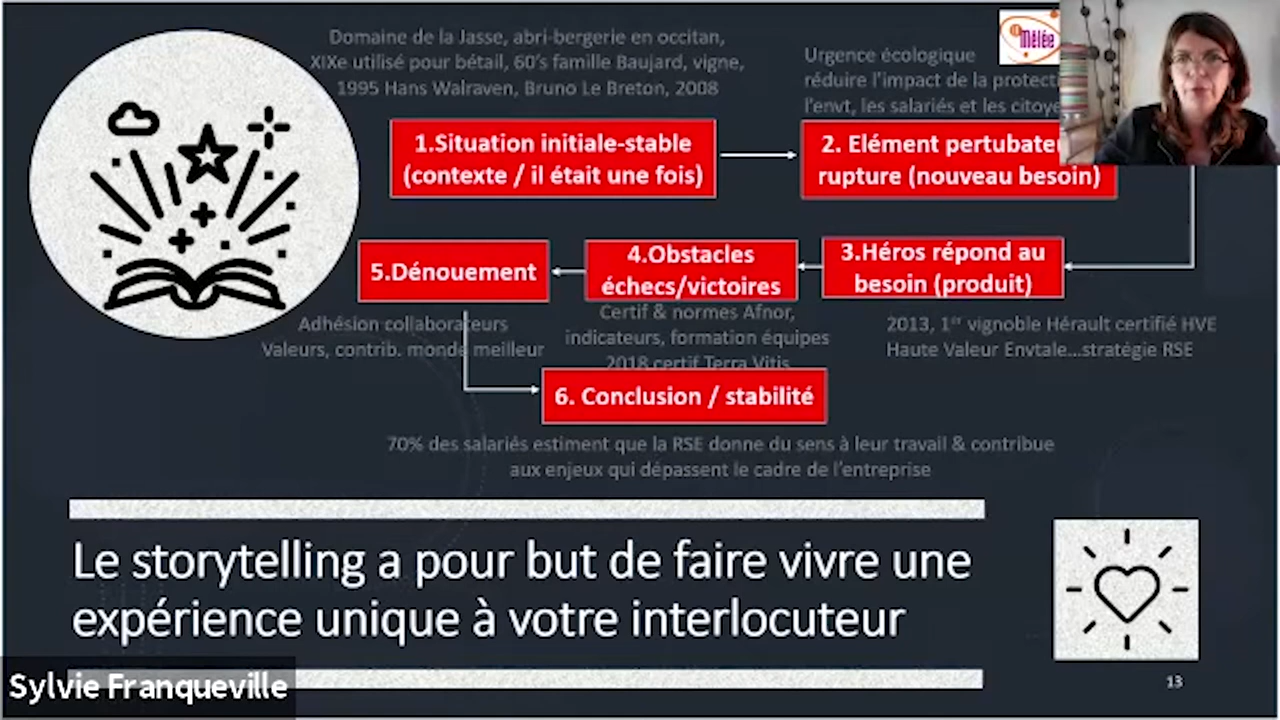 Domaine de la Jasse, abri-bergerie en occitan,
XIXe utilisé pour bétail, 60's famille Baujard, vigne,
1995 Hans Walraven, Bruno Le Breton, 2008
la Mêlée
Urgence écologique
réduire l'impact de la
l'envt, les salariés et les
1.Situation initiale-stable
(contexte / il était une fois)
2. Elément
rupture (nouveau besoin)
3.Héros répond au
besoin (produit)
4.Obstacles
échecs/victoires
5.Dénouement
2013, 1er vignoble Hérault certifié HVE
Haute Valeur Envtale...stratégie RSE
Certif & normes Afnor,
indicateurs, formation équipes
2018 certif Terra Vitis
Adhésion collaborateurs
Valeurs, contrib. monde meilleur
6. Conclusion / stabilité
70% des salariés estiment que la RSE donne du sens à leur travail & contribue
aux enjeux qui dépassent le cadre de l'entreprise
Le storytelling a pour but de faire vivre une
expérience unique à votre interlocuteur
Sylvie Franqueville
13